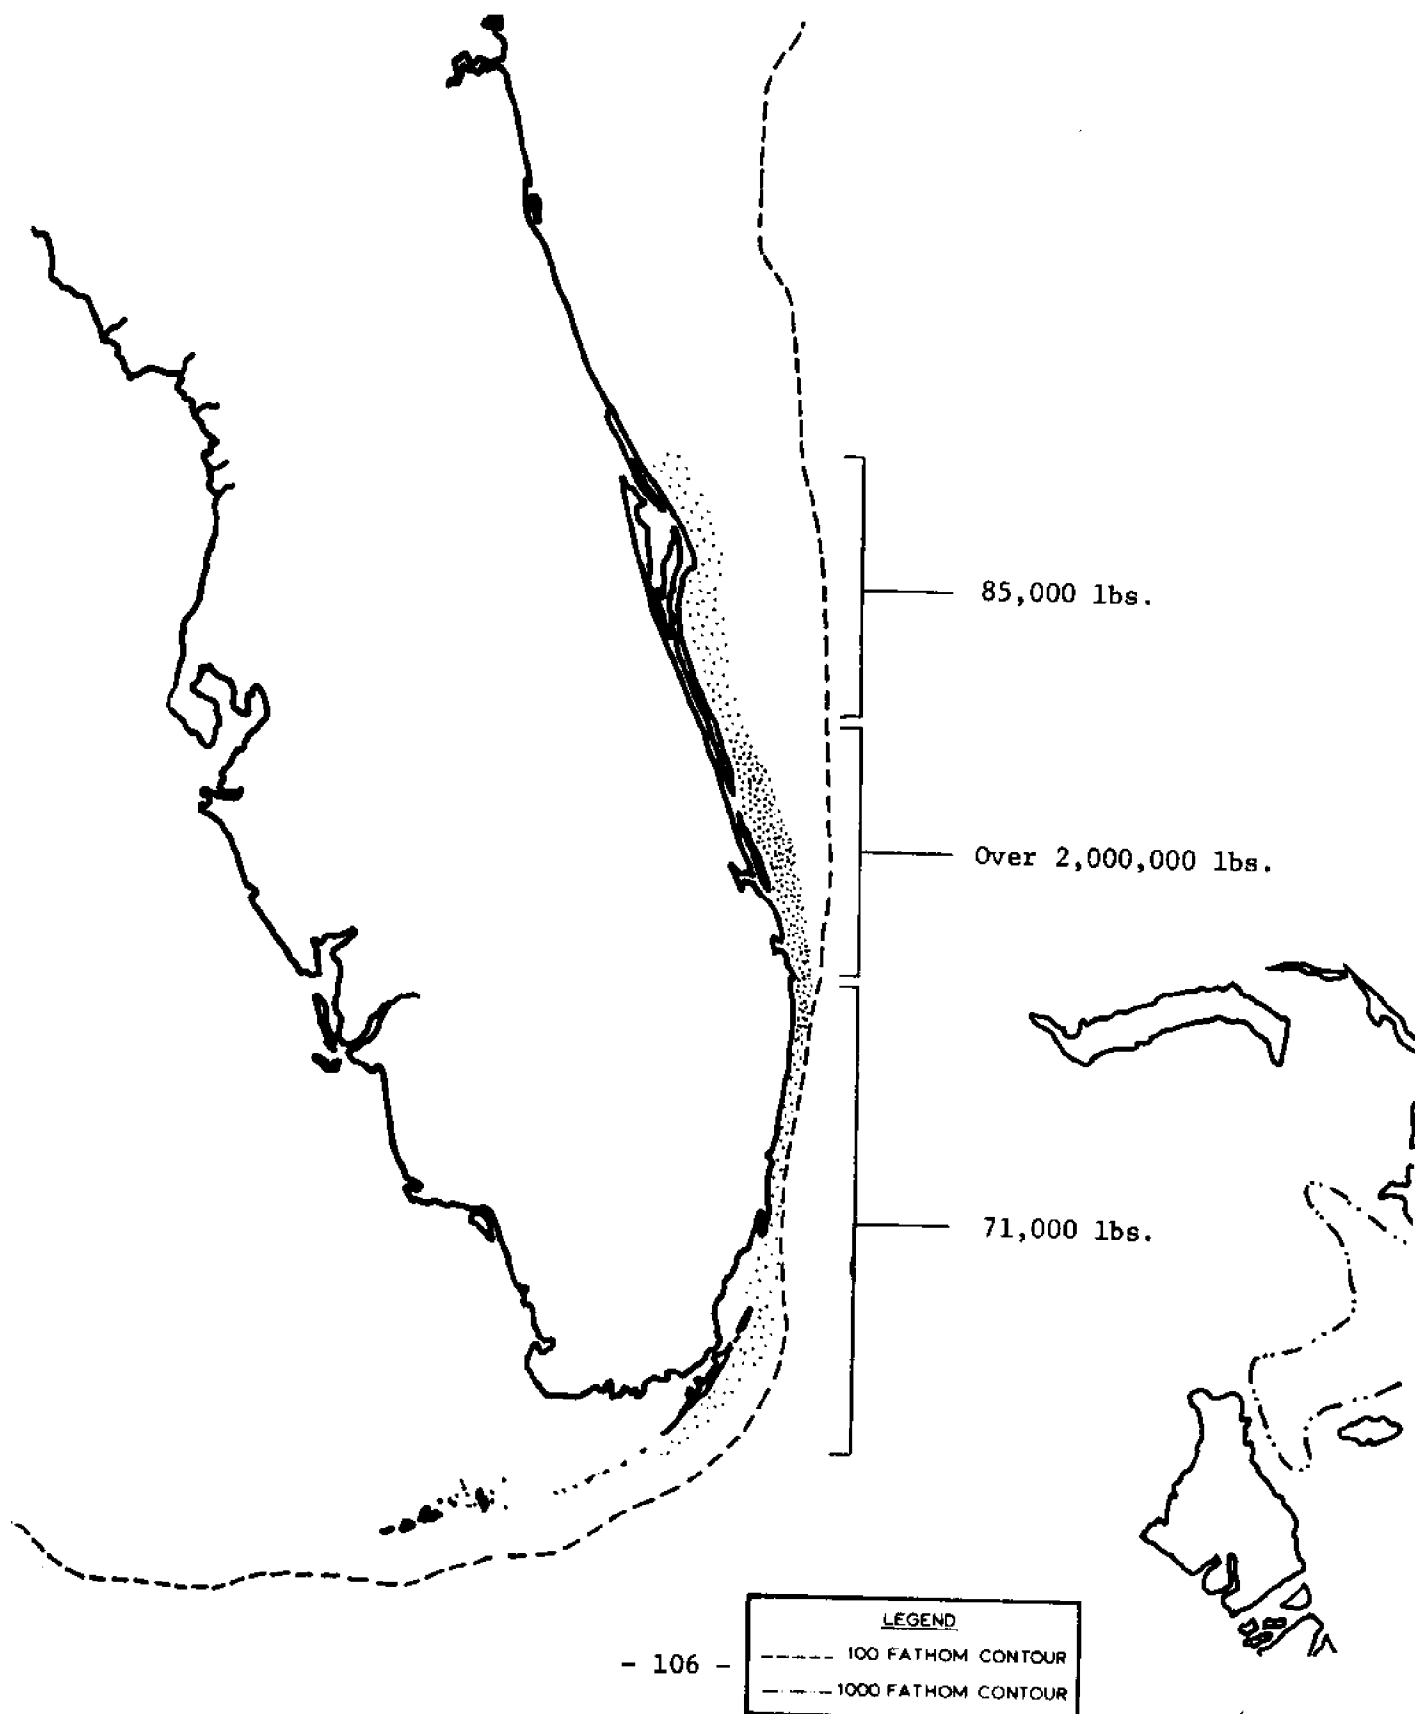 85,000 lbs.
Over 2,000,000 lbs.
71,000 lbs.
LEGEND
100 FATHOM CONTOUR
1000 FATHOM CONTOUR
- 106 -